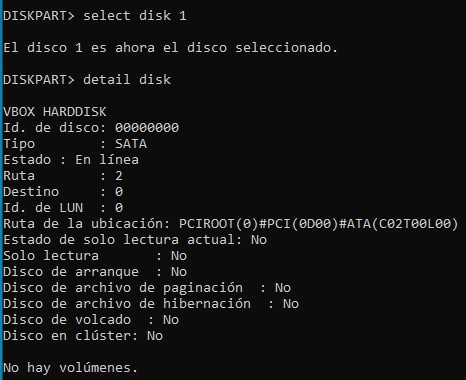 DISKPART> select disk 1
El disco 1 es ahora el disco seleccionado.
DISKPART> detail disk
VBOX HARDDISK
Id. de disco: 00000000
Tipo : SATA
Estado : En línea
Ruta : 2
Destino : 0
Id. de LUN : 0
Ruta de la ubicación: PCIROOT(0)#PCI(0D00)#ATA(C02T00L00)
Estado de solo lectura actual: No
Solo lectura : No
Disco de arranque : No
Disco de archivo de paginación : No
Disco de archivo de hibernación : No
Disco de volcado : No
Disco en clúster: No
No hay volúmenes.